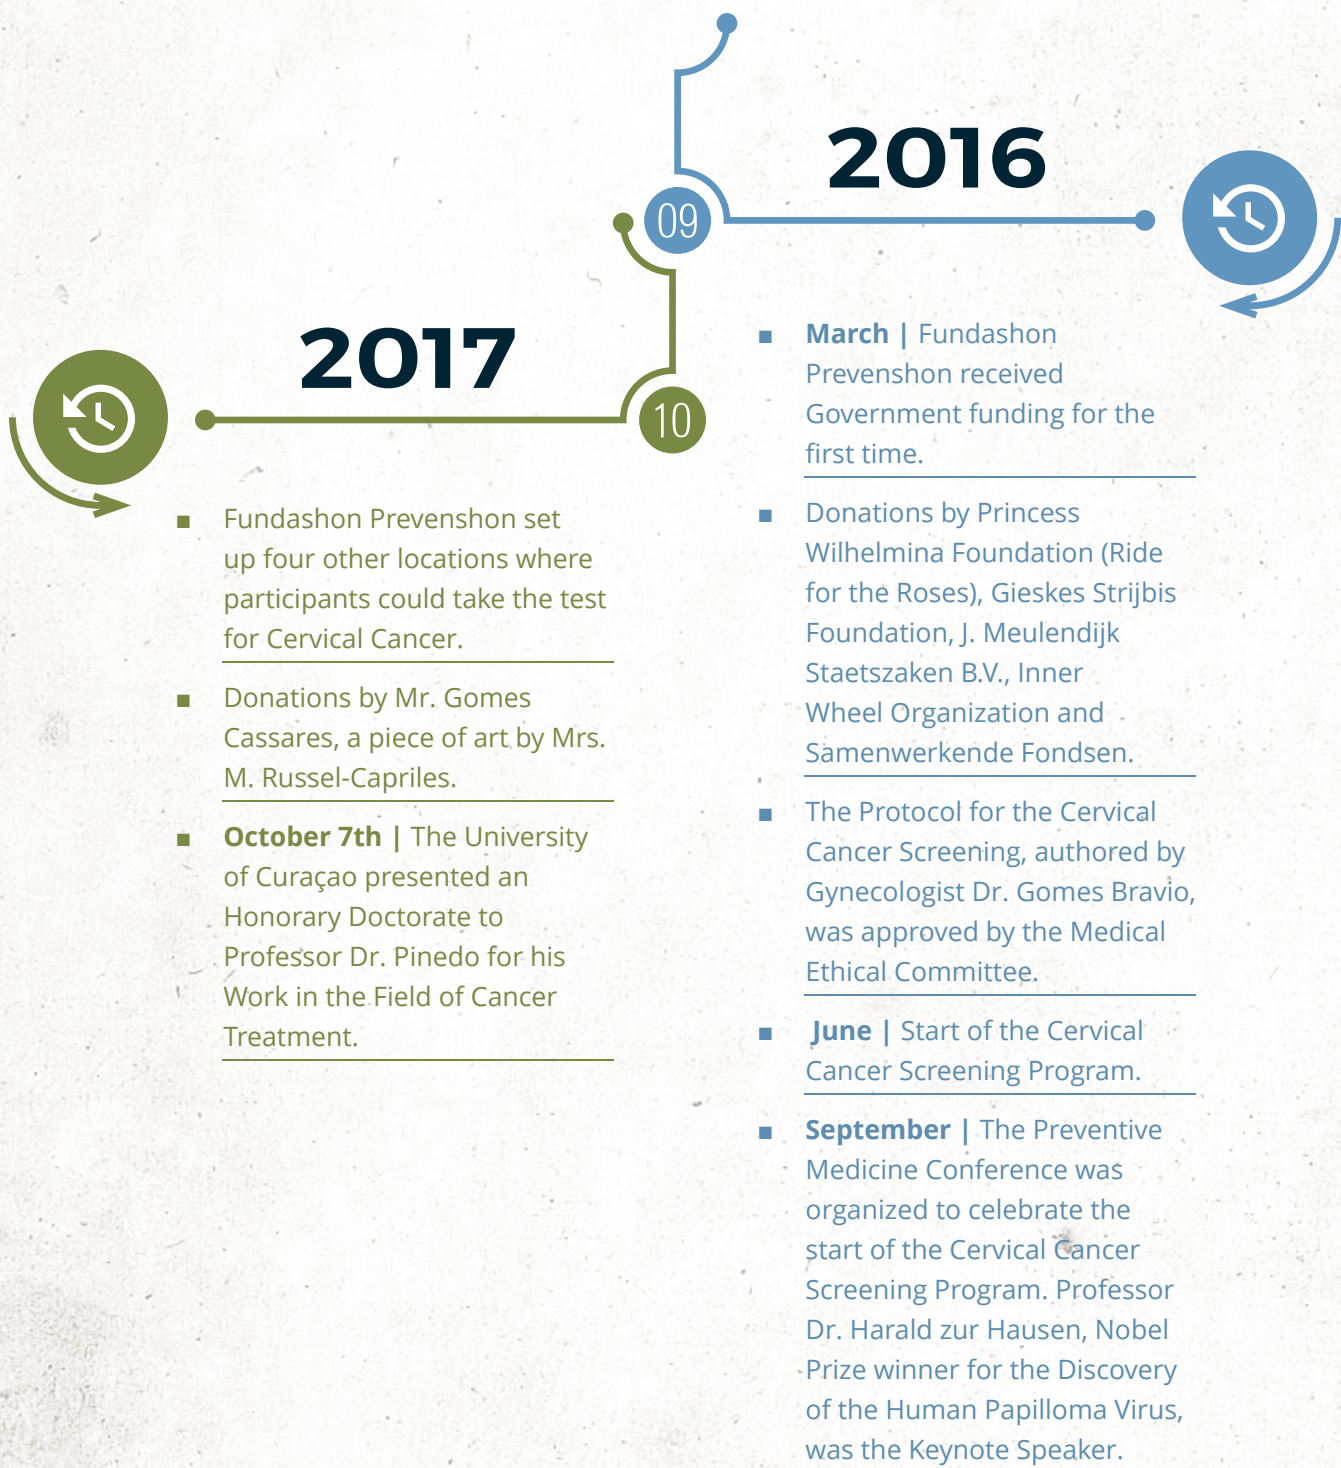 2016
09
March | Fundashon
Prevenshon received
Government funding for the
first time.
Donations by Princess
Wilhelmina Foundation (Ride
for the Roses), Gieskes Strijbis
Foundation, J. Meulendijk
Staetszaken B.V., Inner
Wheel Organization and
Samenwerkende Fondsen.
The Protocol for the Cervical
Cancer Screening, authored by
Gynecologist Dr. Gomes Bravio,
was approved by the Medical
Ethical Committee.
June | Start of the Cervical
Cancer Screening Program.
September | The Preventive
Medicine Conference was
organized to celebrate the
start of the Cervical Cancer
Screening Program. Professor
Dr. Harald zur Hausen, Nobel
Prize winner for the Discovery
of the Human Papilloma Virus,
was the Keynote Speaker.
2017
10
Fundashon Prevenshon set
up four other locations where
participants could take the test
for Cervical Cancer.
Donations by Mr. Gomes
Cassares, a piece of art by Mrs.
M. Russel-Capriles.
October 7th | The University
of Curaçao presented an
Honorary Doctorate to
Professor Dr. Pinedo for his
Work in the Field of Cancer
Treatment.